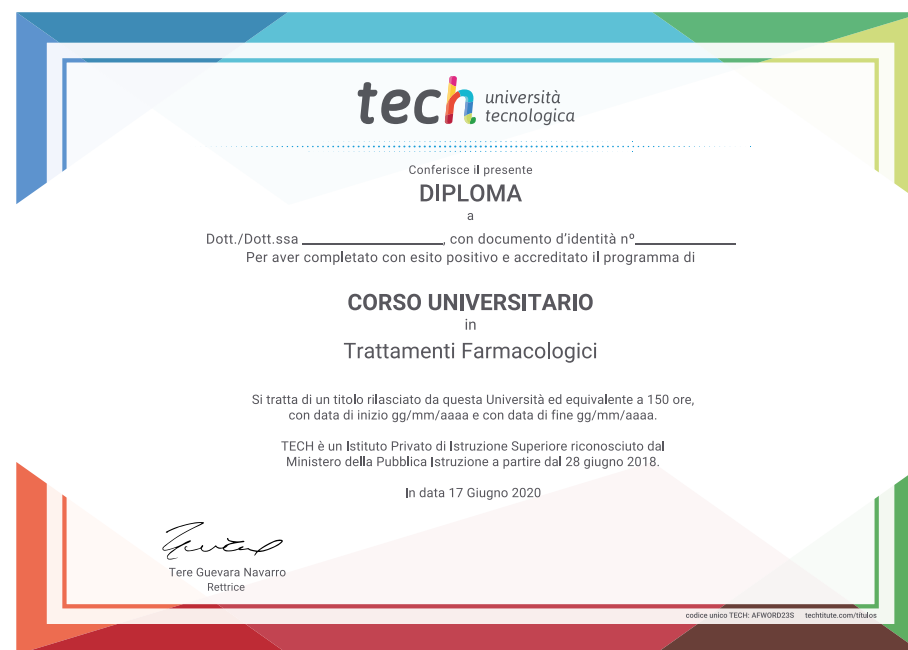 tech università
tecnologica
Conferisce il presente
DIPLOMA
a
Dott./Dott.ssa ____________________, con documento d'identità nº______________
Per aver completato con esito positivo e accreditato il programma di
CORSO UNIVERSITARIO
in
Trattamenti Farmacologici
Si tratta di un titolo rilasciato da questa Università ed equivalente a 150 ore,
con data di inizio gg/mm/aaaa e con data di fine gg/mm/aaaa.
TECH è un Istituto Privato di Istruzione Superiore riconosciuto dal
Ministero della Pubblica Istruzione a partire dal 28 giugno 2018.
In data 17 Giugno 2020
Tere Guevara Navarro
Rettrice
codice unico TECH: AFWORD23S techtitute.com/titulos